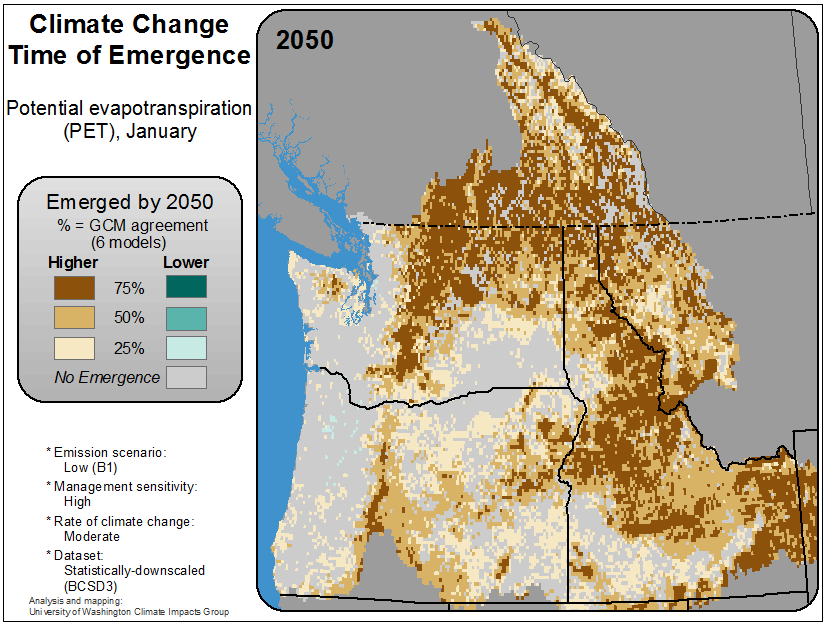 Climate Change
Time of Emergence
Potential evapotranspiration
(PET), January
Emerged by 2050
% = GCM agreement
(6 models)
Higher Lower
75%
50%
25%
No Emergence
* Emission scenario:
Low (B1)
* Management sensitivity:
High
* Rate of climate change:
Moderate
* Dataset:
Statistically-downscaled
(BCSD3)
Analysis and mapping:
University of Washington Climate Impacts Group
2050